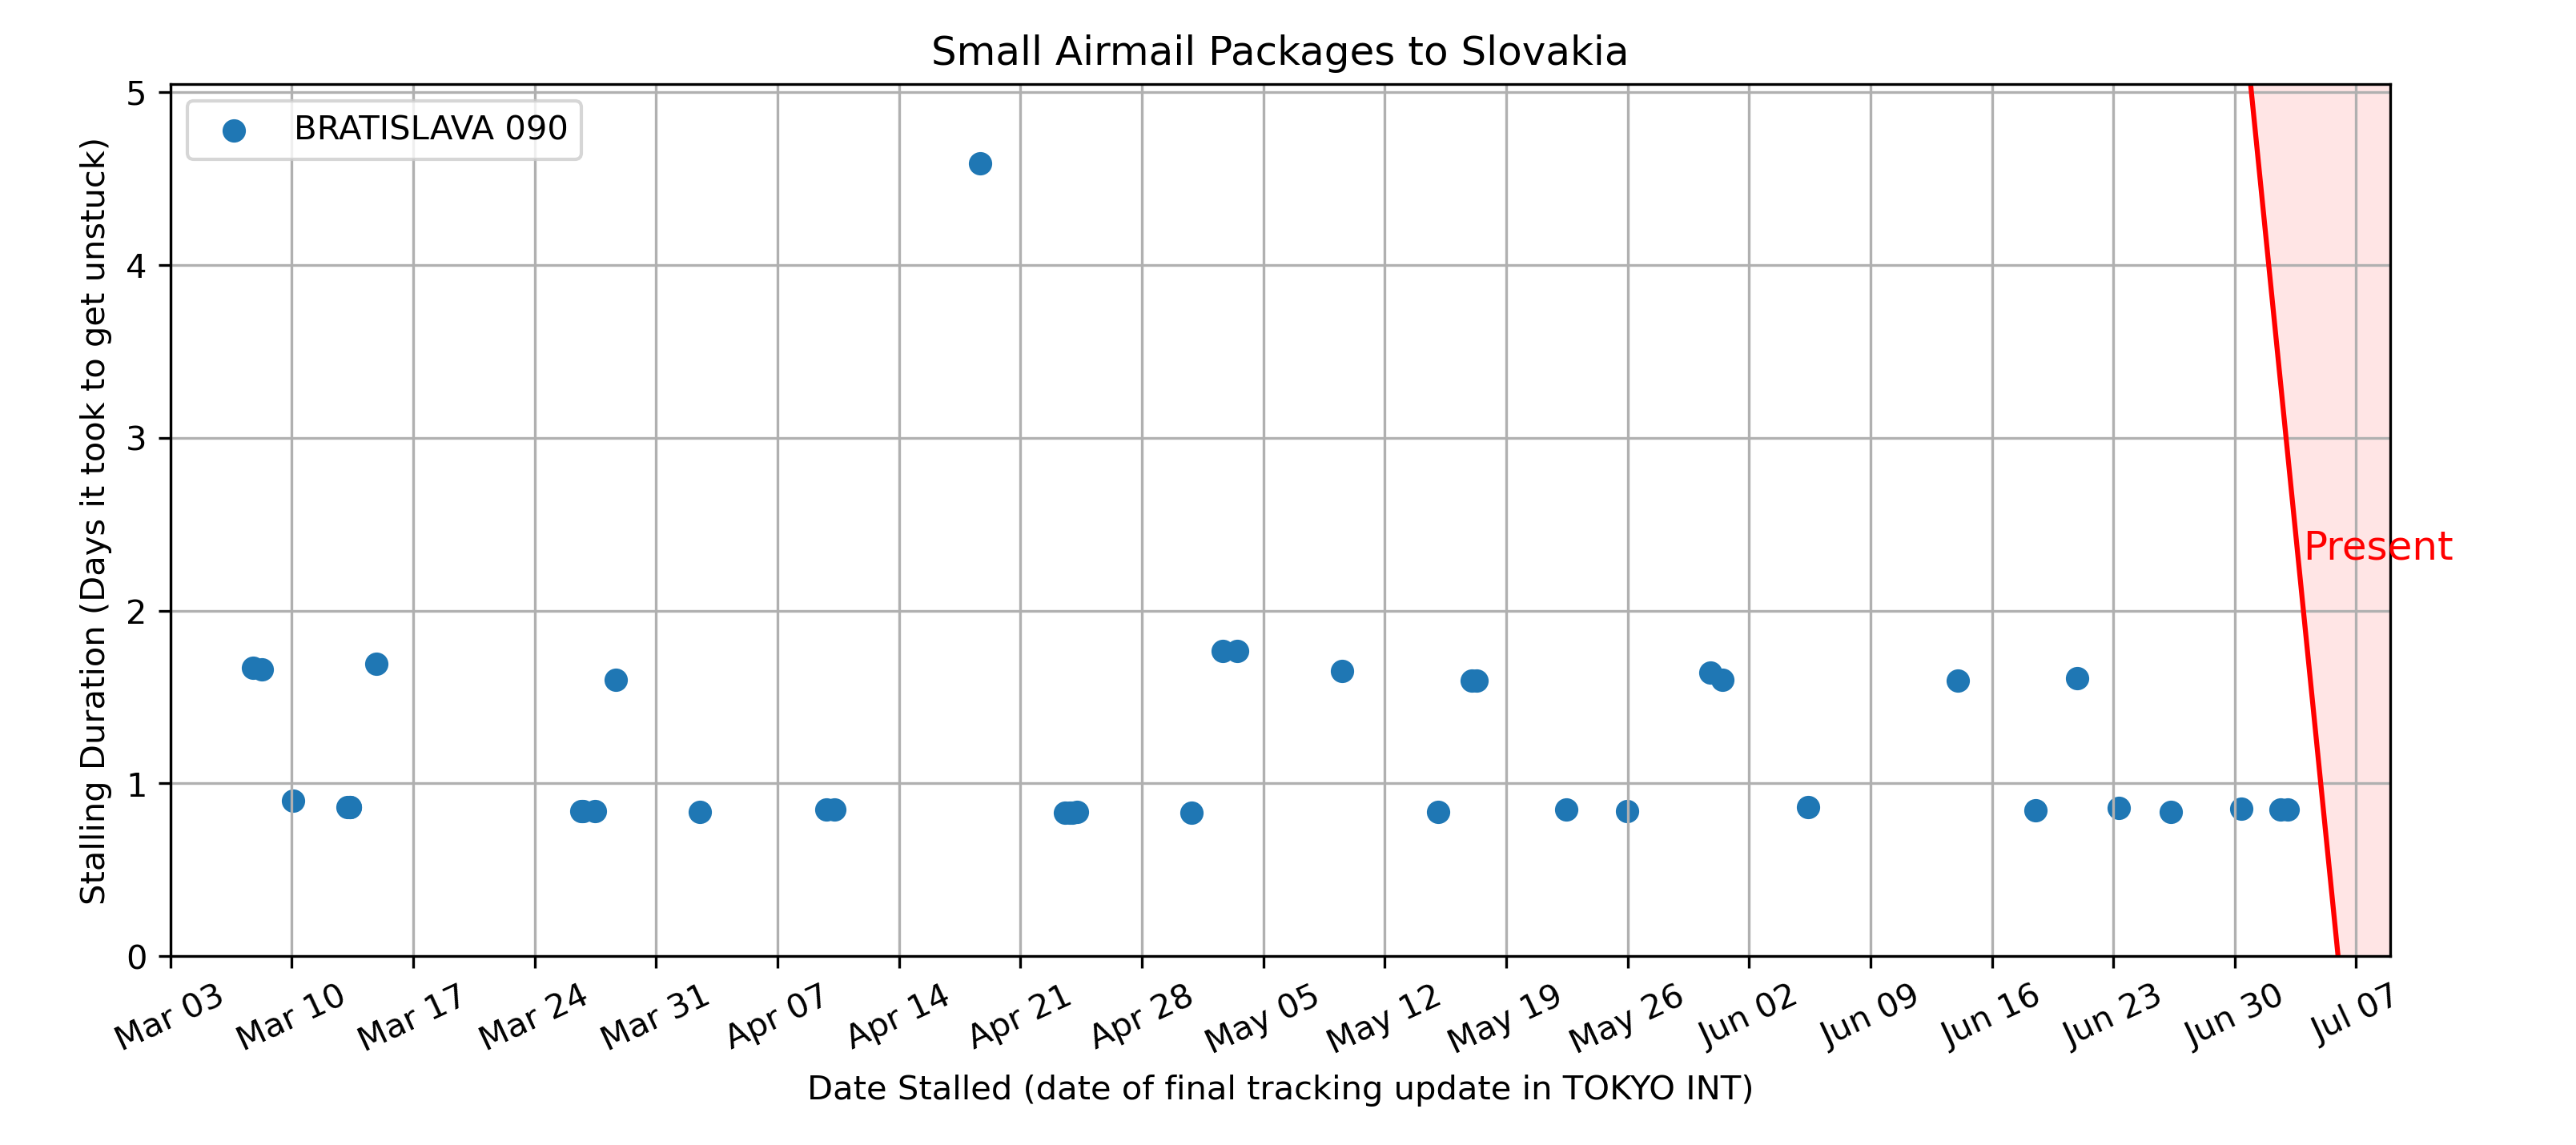 Small Airmail Packages to Slovakia
BRATISLAVA 090
Stalling Duration (Days it took to get unstuck)
5
4
3
2
1
0
Present
Mar 03
Mar 10
Mar 17
Mar 24
Mar 31
Apr 07
Apr 14
Apr 21
Apr 28
May 05
May 12
May 19
May 26
Jun 02
Jun 09
Jun 16
Jun 23
Jun 30
Jul 07
Date Stalled (date of final tracking update in TOKYO INT)